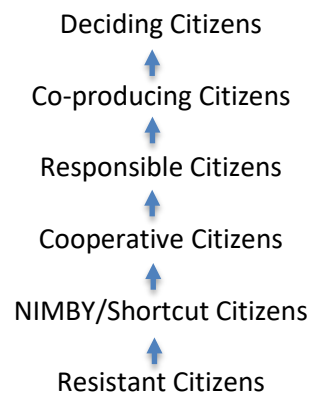 Deciding Citizens
Co-producing Citizens
Responsible Citizens
Cooperative Citizens
NIMBY/Shortcut Citizens
Resistant Citizens